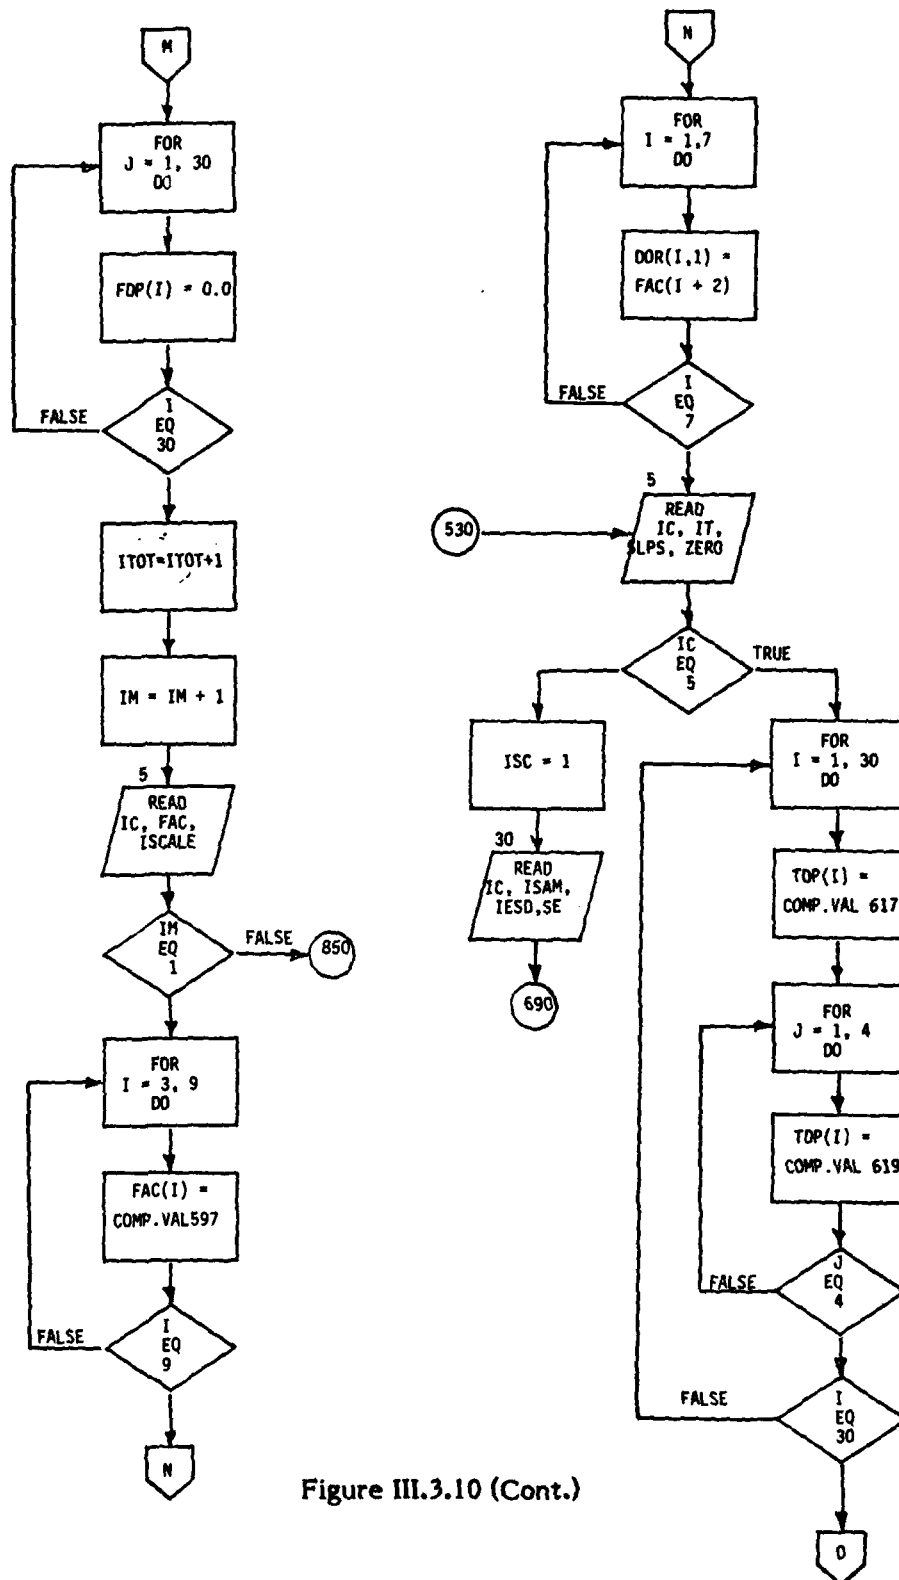 M
FOR
J = 1, 30
DO
FDP(I) = 0.0
I
EQ
30
FALSE
ITOT=ITOT+1
IM = IM + 1
5
READ
IC, FAC,
ISCALE
IM
EQ
1
FALSE
850
FOR
I = 3, 9
DO
FAC(I) =
COMP.VAL597
I
EQ
9
FALSE
N
N
FOR
I = 1,7
DO
DOR(I,1) =
FAC(I + 2)
I
EQ
7
FALSE
5
530
READ
IC, IT,
SLPS, ZERO
IC
EQ
5
TRUE
ISC = 1
30
READ
IC, ISAM,
IESD,SE
690
FOR
I = 1, 30
DO
TDP(I) =
COMP.VAL 617
FOR
J = 1, 4
DO
TDP(I) =
COMP.VAL 619
J
EQ
4
FALSE
I
EQ
30
FALSE
O
Figure III.3.10 (Cont.)